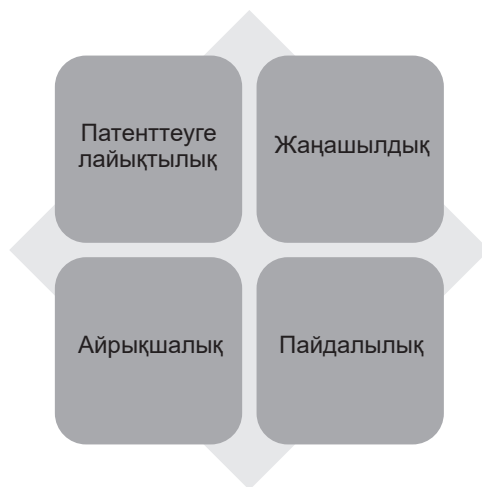 Патенттеуге
лайықтылық
Жаңашылдық
Айрықшалық
Пайдалылық